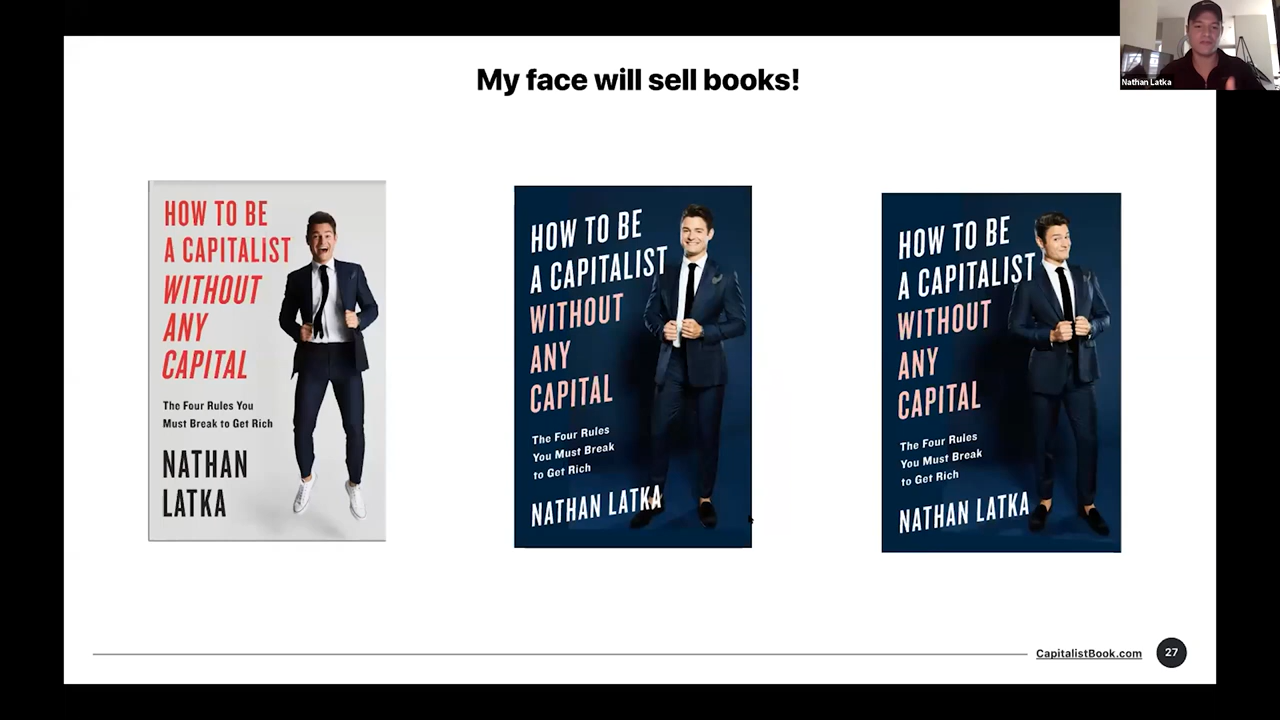 My face will sell books!
Nathan Latka
HOW TO BE
A CAPITALIST
WITHOUT
ANY
CAPITAL
The Four Rules You
Must Break to Get Rich
NATHAN
LATKA
HOW TO BE
A CAPITALIST
WITHOUT
ANY
CAPITAL
The Four Rules
You Must Break
to Get Rich
NATHAN LATKA
HOW TO BE
A CAPITALIST
WITHOUT
ANY
CAPITAL
The Four Rules
You Must Break
to Get Rich
NATHAN LATKA
CapitalistBook.com
27